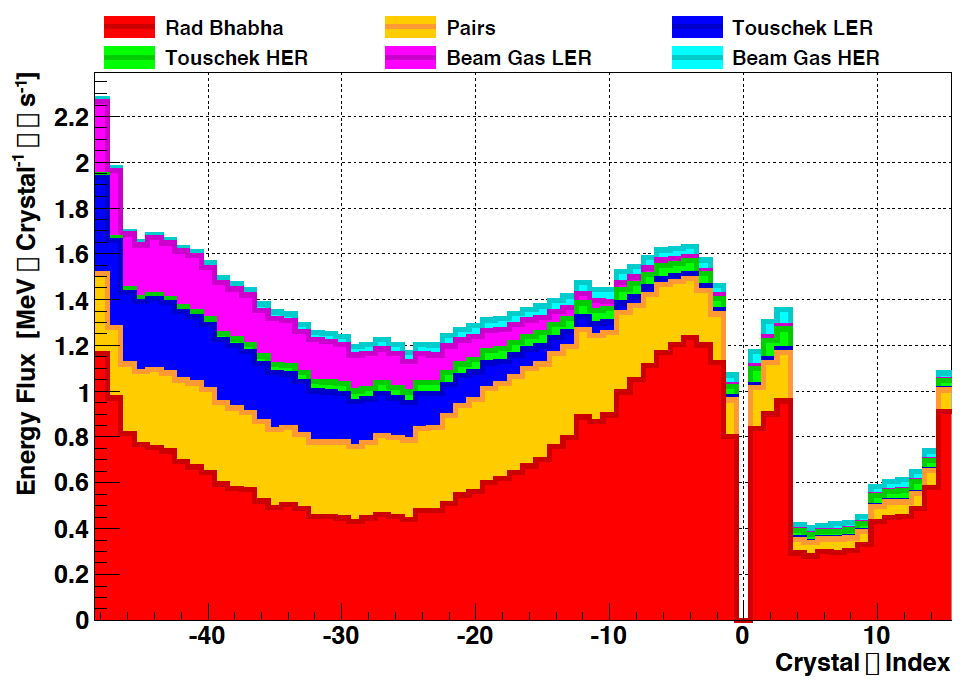 Rad Bhabha Pairs Touschek LER
Touschek HER Beam Gas LER Beam Gas HER
Energy Flux [MeV □ Crystal-1 □ □ s-1]
2.2
2
1.8
1.6
1.4
1.2
1
0.8
0.6
0.4
0.2
0
-40 -30 -20 -10 0 10
Crystal □ Index